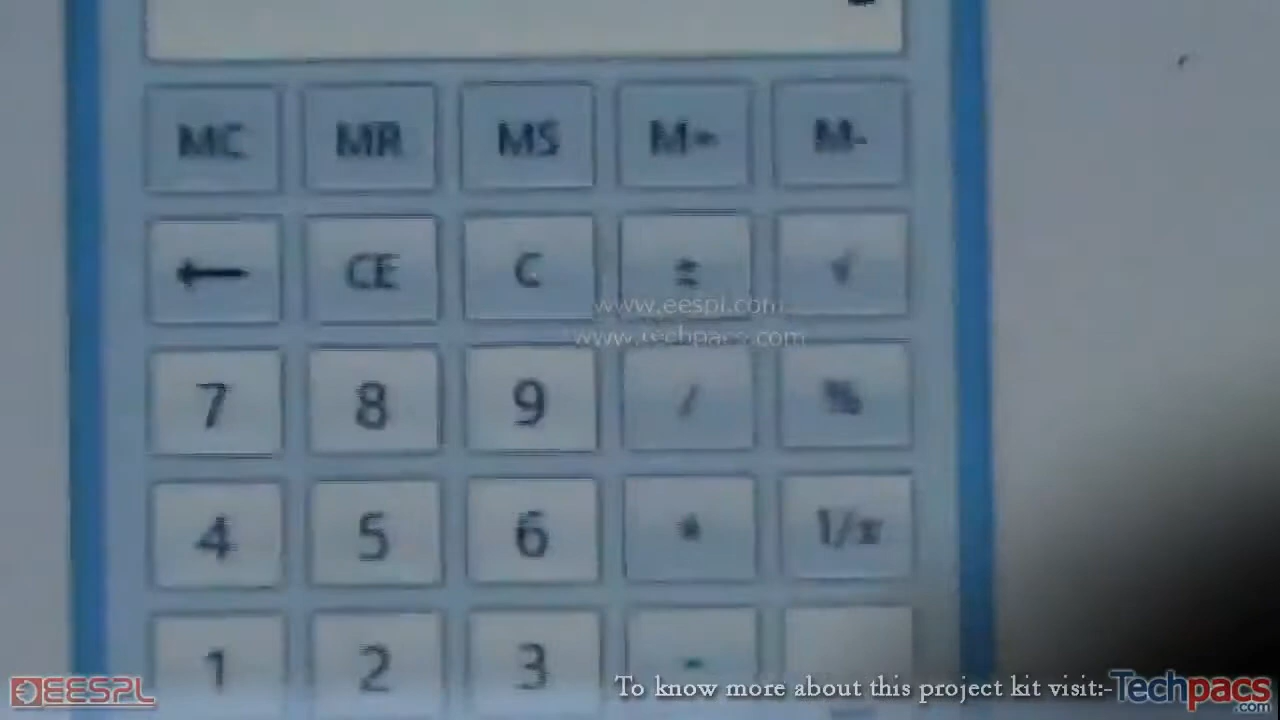 MC MR MS M+ M-
← CE C ± √
www.eespl.com
www.techpacs.com
7 8 9 / %
4 5 6 * 1/x
1 2 3 -
EESPL
To know more about this project kit visit:-Techpacs.com